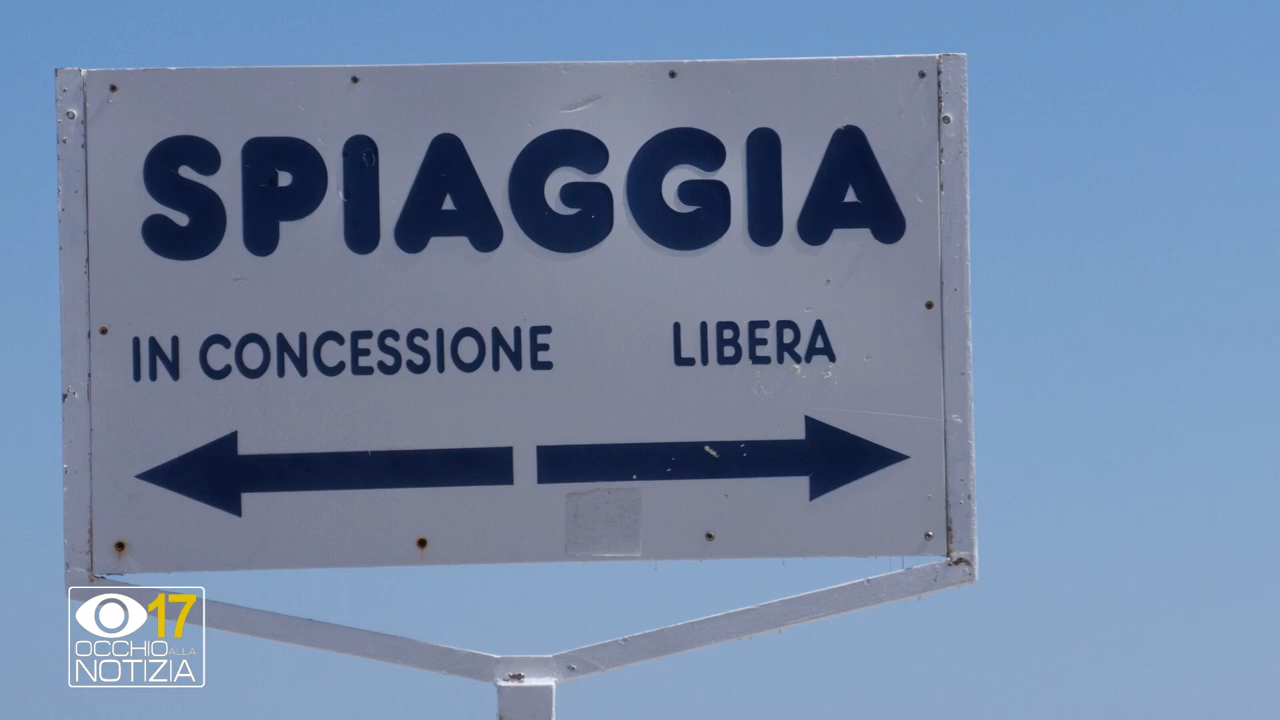 SPIAGGIA
IN CONCESSIONE LIBERA
17
OCCHIO ALLA
NOTIZIA